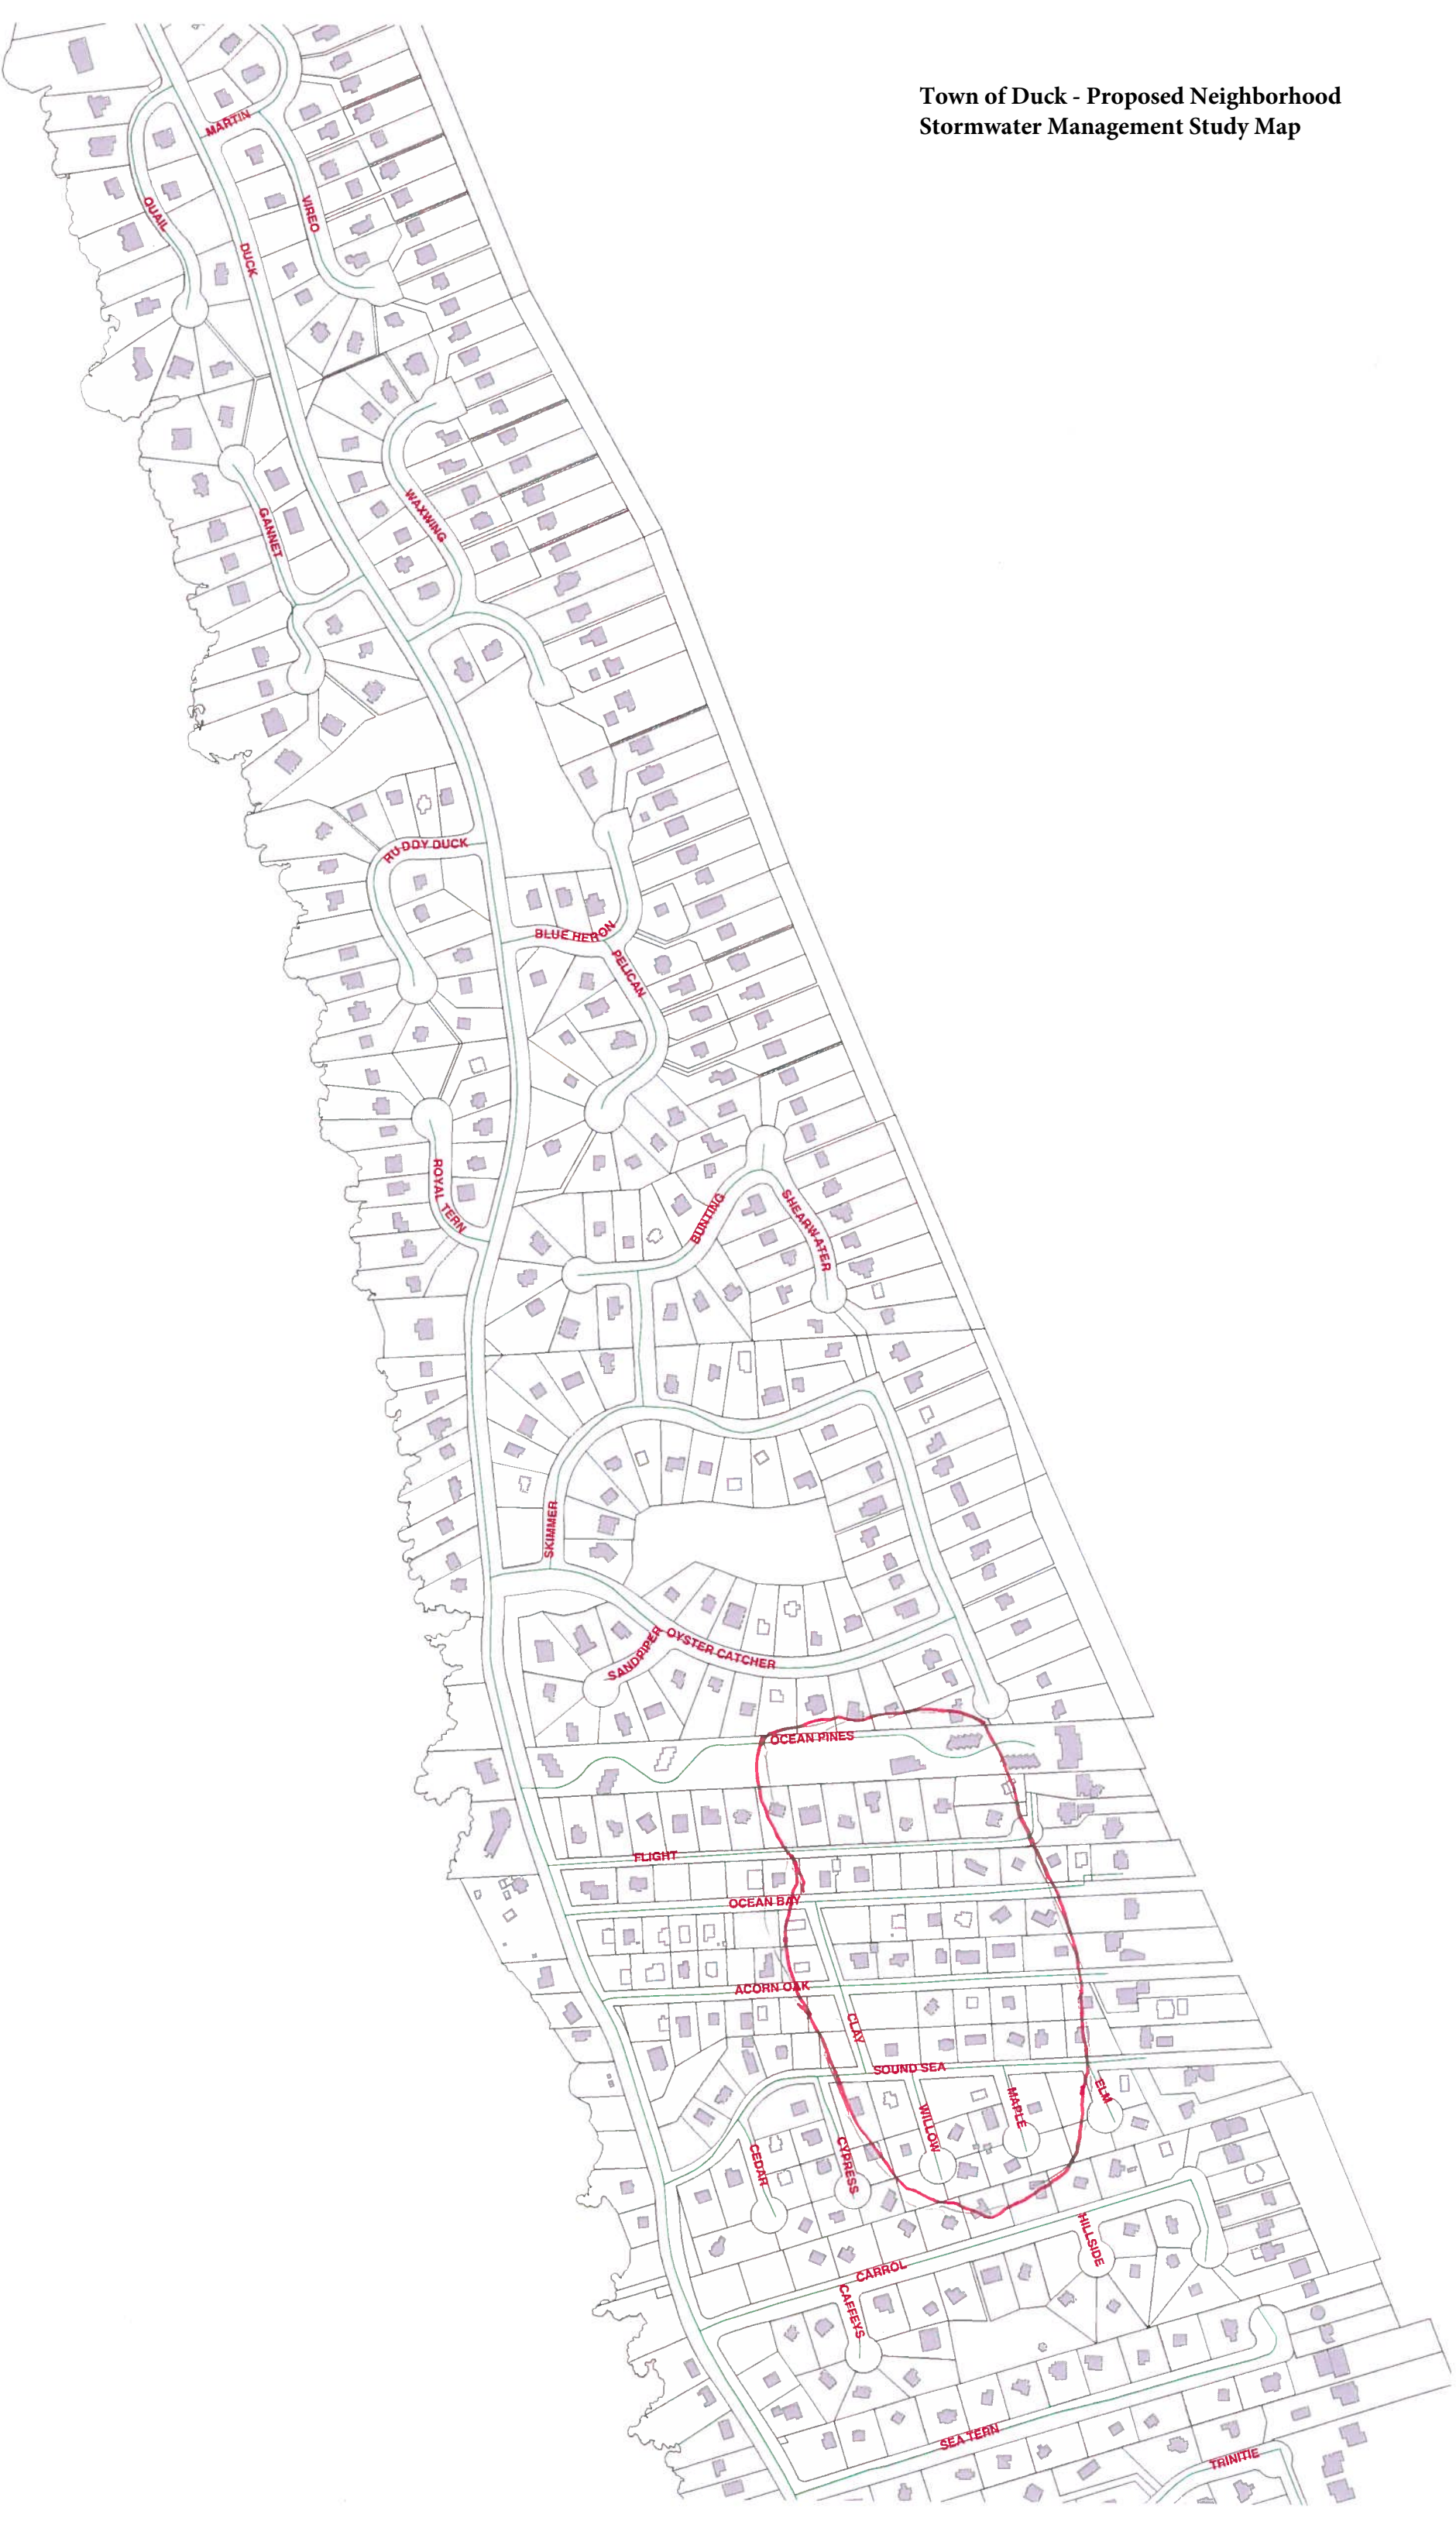 Town of Duck - Proposed Neighborhood
Stormwater Management Study Map
MARTIN
QUAIL
VIREO
DUCK
WAXWING
GANNET
RUDDY DUCK
BLUE HERON
PELICAN
ROYAL TERN
BUNTING
SHEARWATER
SKIMMER
SANDPIPER
OYSTER CATCHER
OCEAN PINES
FLIGHT
OCEAN BAY
ACORN OAK
CLAY
SOUND SEA
ELM
MAPLE
WILLOW
CYPRESS
CEDAR
HILLSIDE
CARROL
CAFFEYS
SEA TERN
TRINITIE